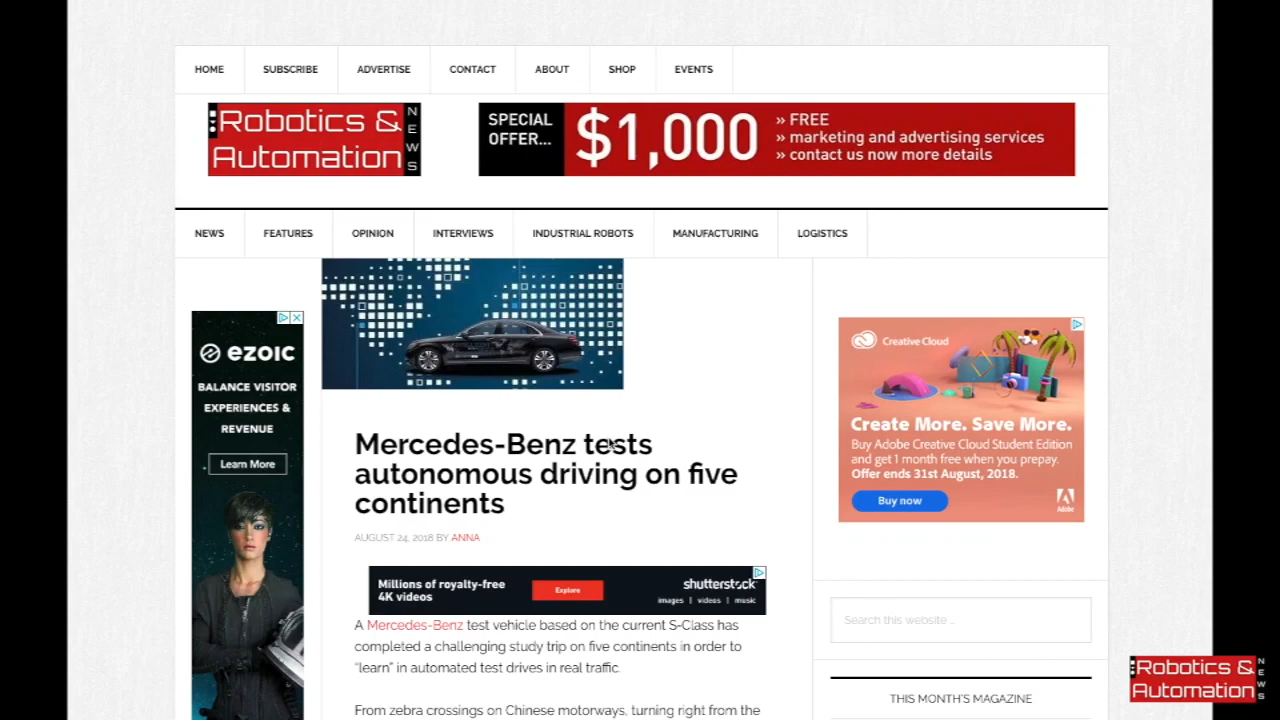 HOME SUBSCRIBE ADVERTISE CONTACT ABOUT SHOP EVENTS
Robotics &
Automation
NEWS
SPECIAL
OFFER...
$1,000
» FREE
» marketing and advertising services
» contact us now more details
NEWS FEATURES OPINION INTERVIEWS INDUSTRIAL ROBOTS MANUFACTURING LOGISTICS
ezoic
BALANCE VISITOR
EXPERIENCES &
REVENUE
Learn More
Mercedes-Benz tests
autonomous driving on five
continents
AUGUST 24, 2018 BY ANNA
Millions of royalty-free
4K videos
Explore
shutterstock
images | videos | music
A Mercedes-Benz test vehicle based on the current S-Class has
completed a challenging study trip on five continents in order to
“learn” in automated test drives in real traffic.
From zebra crossings on Chinese motorways, turning right from the
Creative Cloud
Create More. Save More.
Buy Adobe Creative Cloud Student Edition
and get 1 month free when you prepay.
Offer ends 31st August, 2018.
Buy now
Adobe
Search this website …
THIS MONTH'S MAGAZINE
Robotics &
Automation
NEWS